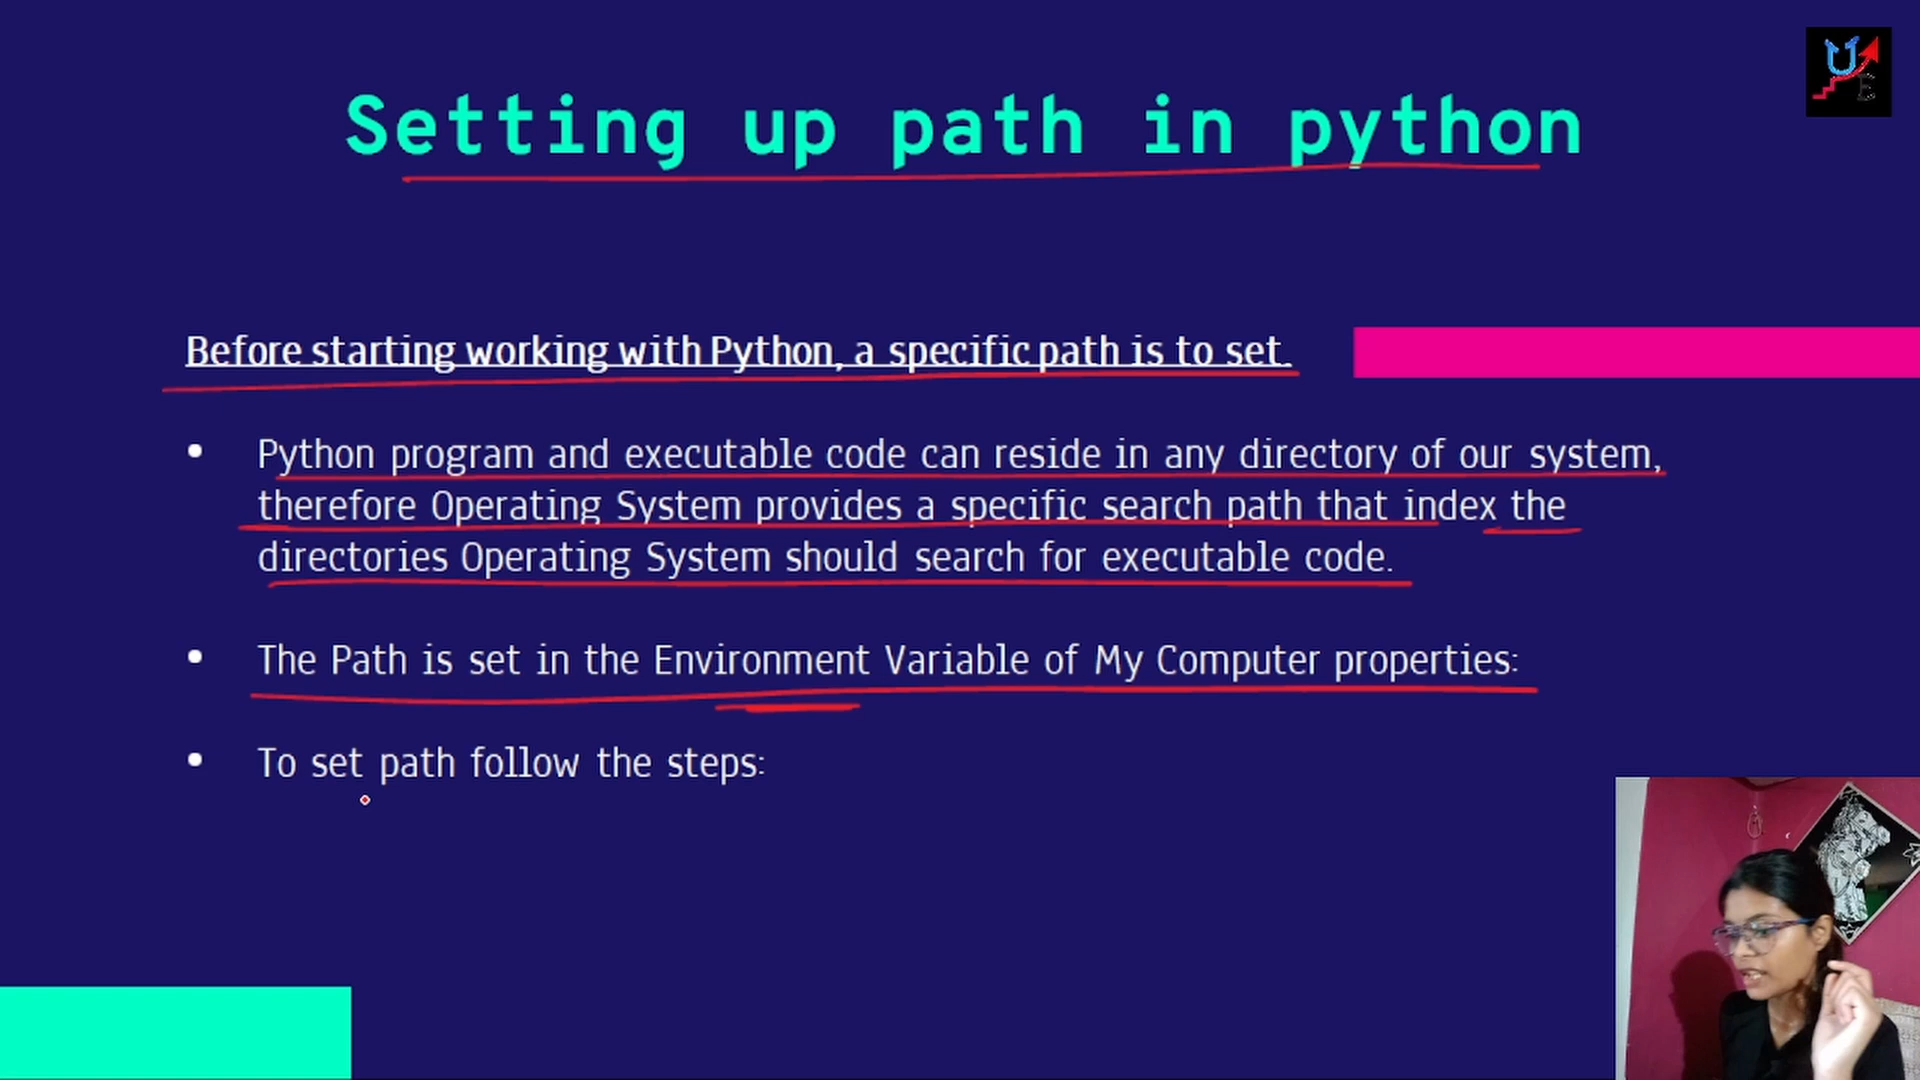 Setting up path in python
Before starting working with Python, a specific path is to set.
• Python program and executable code can reside in any directory of our system,
therefore Operating System provides a specific search path that index the
directories Operating System should search for executable code.
• The Path is set in the Environment Variable of My Computer properties:
• To set path follow the steps: